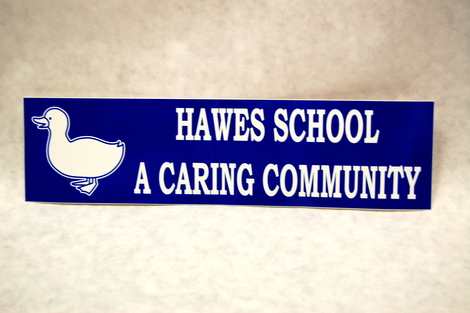 HAWES SCHOOL
A CARING COMMUNITY